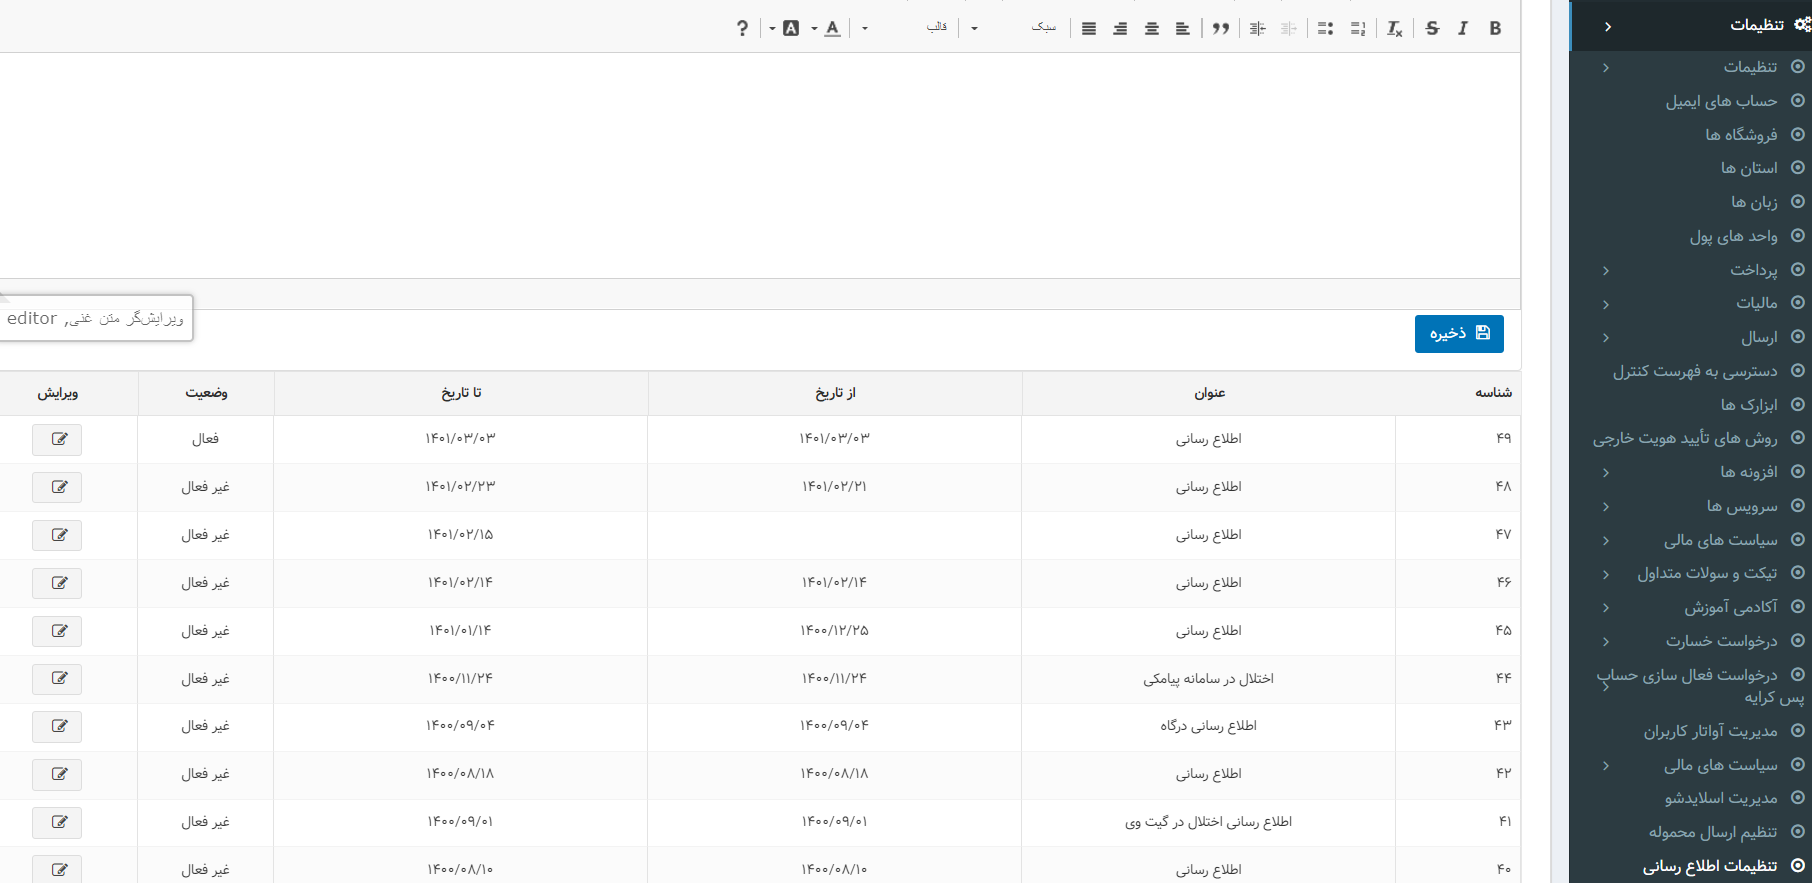 تنظیمات
تنظیمات
حساب های ایمیل
فروشگاه ها
استان ها
زبان ها
واحد های پول
پرداخت
مالیات
ارسال
دسترسی به فهرست کنترل
ابزارک ها
روش های تأیید هویت خارجی
افزونه ها
سرویس ها
سیاست های مالی
تیکت و سولات متداول
آکادمی آموزش
درخواست خسارت
درخواست فعال سازی حساب
پس کرایه
مدیریت آواتار کاربران
سیاست های مالی
مدیریت اسلایدشو
تنظیم ارسال محموله
تنظیمات اطلاع رسانی
B I S سبک قالب A A ?
ویرایش‌گر متن غنی, editor
ذخیره
شناسه عنوان از تاریخ تا تاریخ وضعیت ویرایش
۴۹ اطلاع رسانی ۱۴۰۱/۰۳/۰۳ ۱۴۰۱/۰۳/۰۳ فعال
۴۸ اطلاع رسانی ۱۴۰۱/۰۲/۲۱ ۱۴۰۱/۰۲/۲۳ غیر فعال
۴۷ اطلاع رسانی ۱۴۰۱/۰۲/۱۵ غیر فعال
۴۶ اطلاع رسانی ۱۴۰۱/۰۲/۱۴ ۱۴۰۱/۰۲/۱۴ غیر فعال
۴۵ اطلاع رسانی ۱۴۰۰/۱۲/۲۵ ۱۴۰۱/۰۱/۱۴ غیر فعال
۴۴ اختلال در سامانه پیامکی ۱۴۰۰/۱۱/۲۴ ۱۴۰۰/۱۱/۲۴ غیر فعال
۴۳ اطلاع رسانی درگاه ۱۴۰۰/۰۹/۰۴ ۱۴۰۰/۰۹/۰۴ غیر فعال
۴۲ اطلاع رسانی ۱۴۰۰/۰۸/۱۸ ۱۴۰۰/۰۸/۱۸ غیر فعال
۴۱ اطلاع رسانی اختلال در گیت وی ۱۴۰۰/۰۹/۰۱ ۱۴۰۰/۰۹/۰۱ غیر فعال
۴۰ اطلاع رسانی ۱۴۰۰/۰۸/۱۰ ۱۴۰۰/۰۸/۱۰ غیر فعال